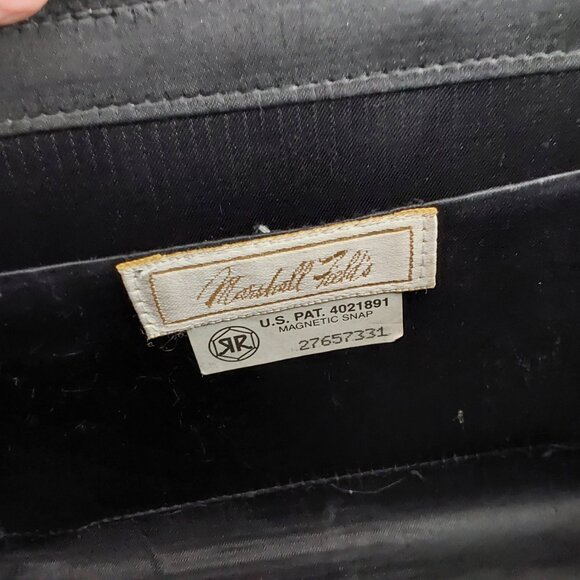 Marshall Field's
U.S. PAT. 4021891
MAGNETIC SNAP
RR
27657331